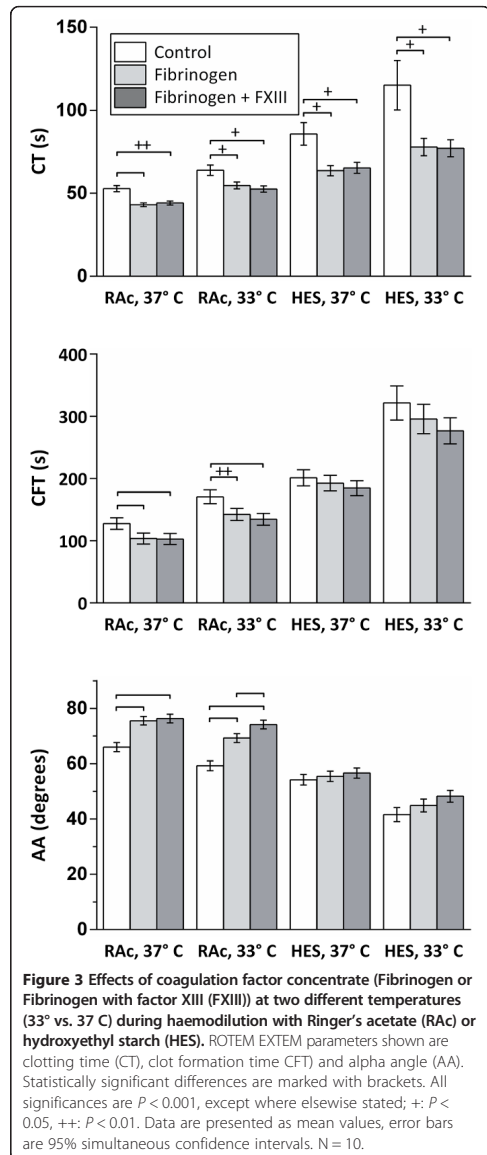 CT (s)
150
100
50
0
Control
Fibrinogen
Fibrinogen + FXIII
++
+
+
+
+
+
+
RAc, 37° C
RAc, 33° C
HES, 37° C
HES, 33° C
CFT (s)
400
300
200
100
0
++
RAc, 37° C
RAc, 33° C
HES, 37° C
HES, 33° C
AA (degrees)
80
60
40
20
0
RAc, 37° C
RAc, 33° C
HES, 37° C
HES, 33° C
Figure 3 Effects of coagulation factor concentrate (Fibrinogen or
Fibrinogen with factor XIII (FXIII)) at two different temperatures
(33° vs. 37 C) during haemodilution with Ringer's acetate (RAc) or
hydroxyethyl starch (HES). ROTEM EXTEM parameters shown are
clotting time (CT), clot formation time CFT) and alpha angle (AA).
Statistically significant differences are marked with brackets. All
significances are P < 0.001, except where elsewise stated; +: P <
0.05, ++: P < 0.01. Data are presented as mean values, error bars
are 95% simultaneous confidence intervals. N = 10.